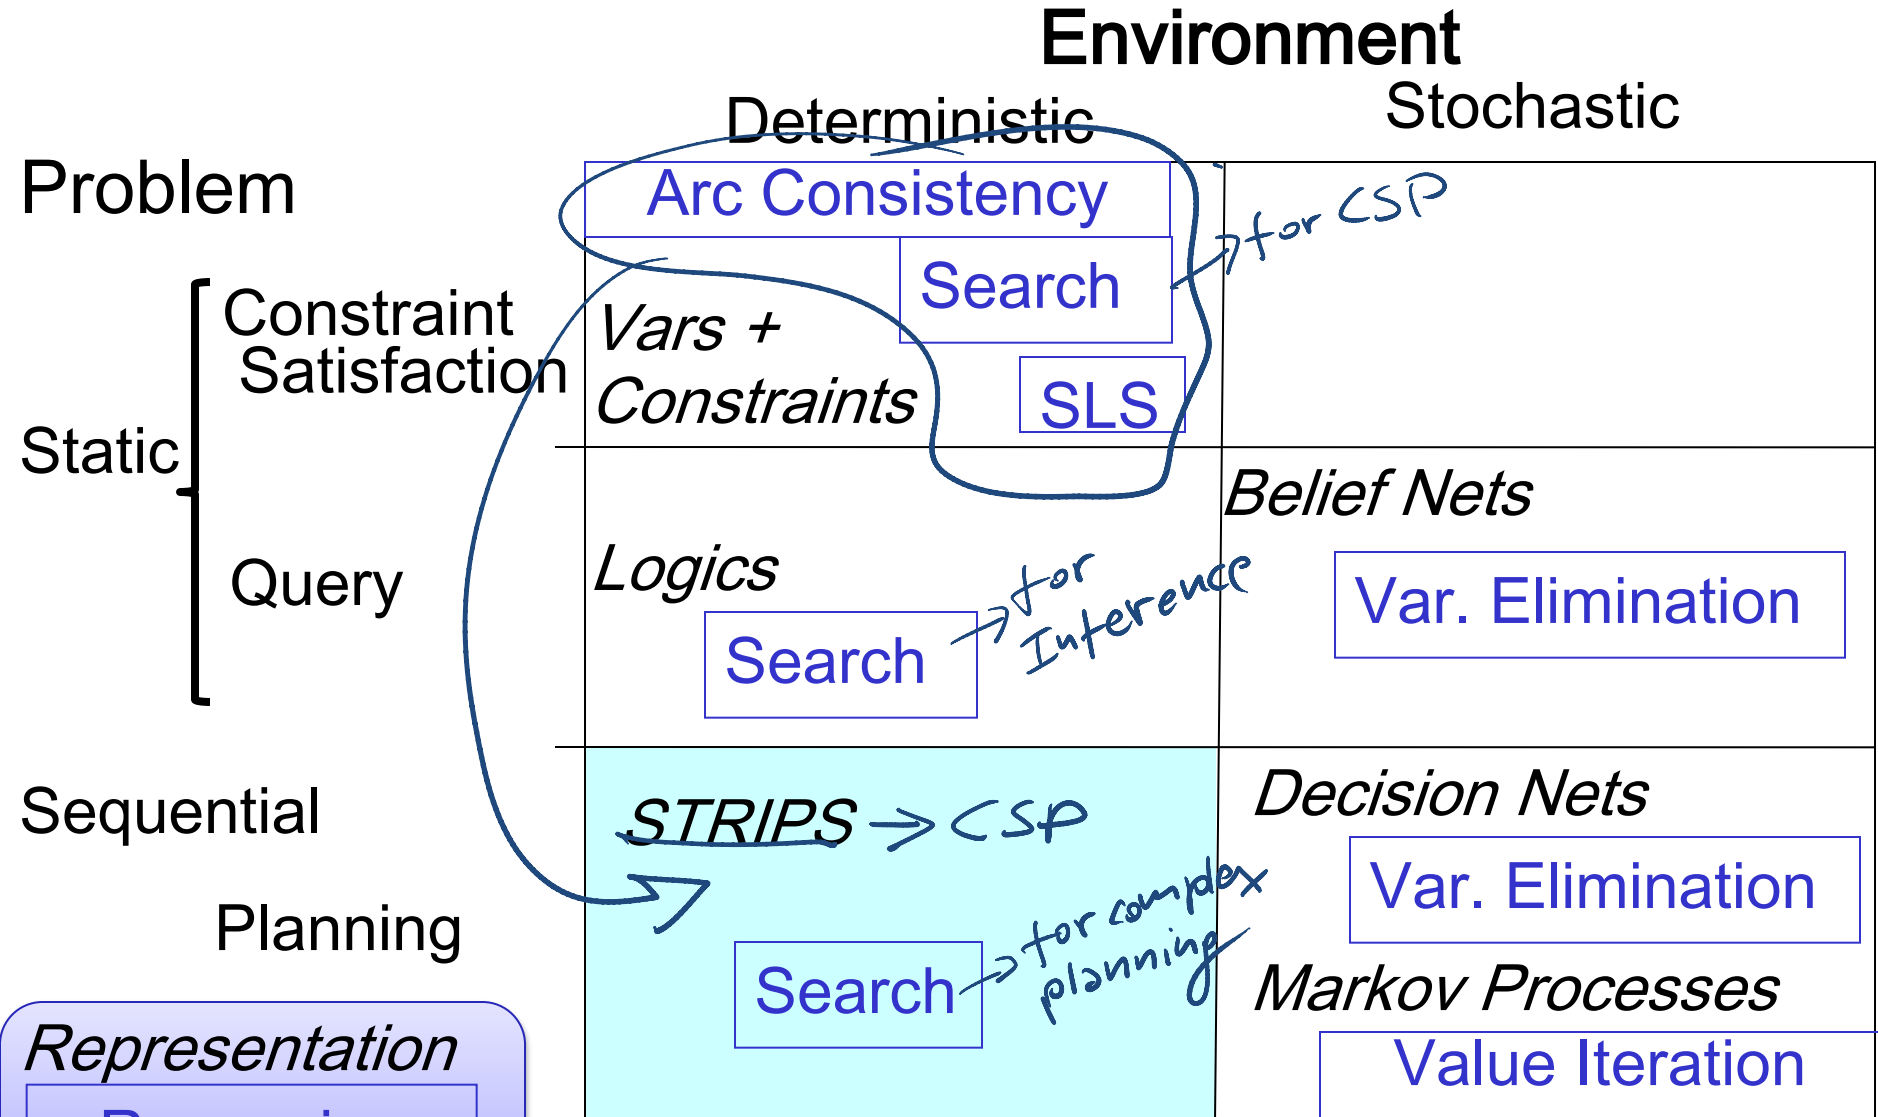 Environment
Deterministic
Stochastic
Problem
Arc Consistency
Search
for CSP
Constraint
Satisfaction
Vars +
Constraints
SLS
Static
Query
Logics
Search
for
Inference
Belief Nets
Var. Elimination
Sequential
Planning
STRIPS → CSP
Search
for complex
planning
Decision Nets
Var. Elimination
Markov Processes
Value Iteration
Representation